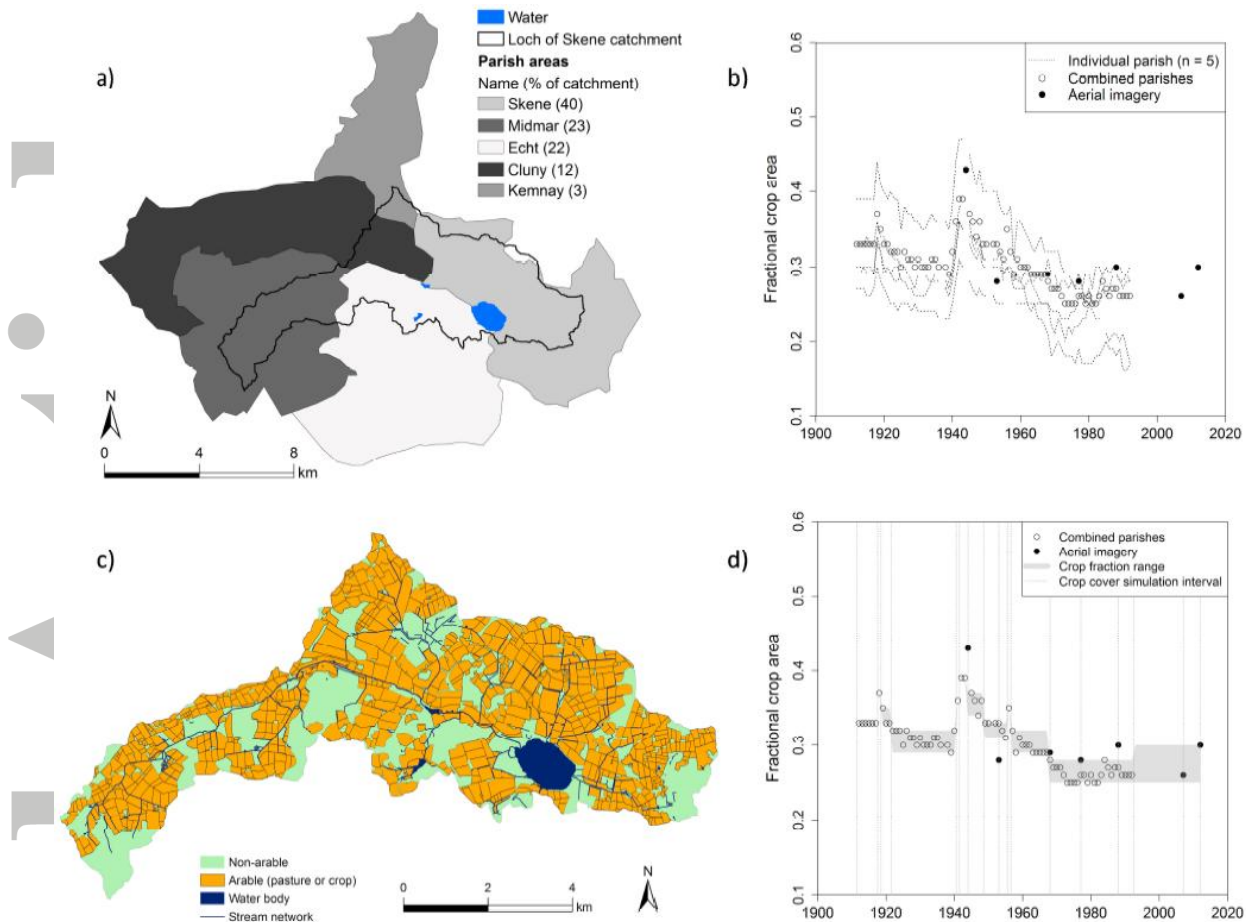 a)
Water
Loch of Skene catchment
Parish areas
Name (% of catchment)
Skene (40)
Midmar (23)
Echt (22)
Cluny (12)
Kemnay (3)
N
0 4 8
km
b)
Individual parish (n = 5)
Combined parishes
Aerial imagery
Fractional crop area
0.6
0.5
0.4
0.3
0.2
0.1
1900 1920 1940 1960 1980 2000 2020
c)
Non-arable
Arable (pasture or crop)
Water body
Stream network
0 2 4
km
N
d)
Combined parishes
Aerial imagery
Crop fraction range
Crop cover simulation interval
Fractional crop area
0.6
0.5
0.4
0.3
0.2
0.1
1900 1920 1940 1960 1980 2000 2020